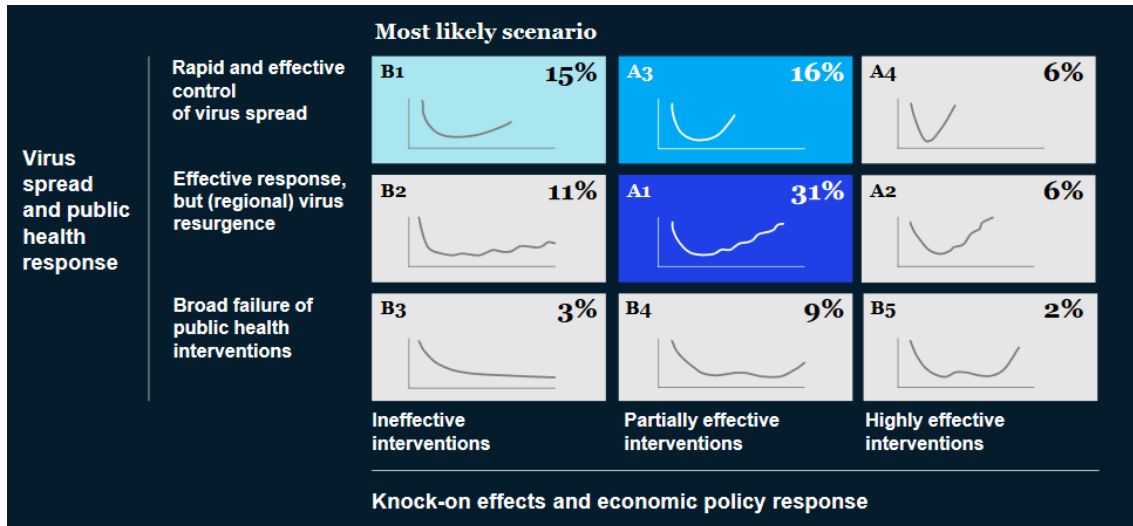 Most likely scenario
Rapid and effective
control
of virus spread
B1 15%
A3 16%
A4 6%
Virus
spread
and public
health
response
Effective response,
but (regional) virus
resurgence
B2 11%
A1 31%
A2 6%
Broad failure of
public health
interventions
B3 3%
B4 9%
B5 2%
Ineffective
interventions
Partially effective
interventions
Highly effective
interventions
Knock-on effects and economic policy response